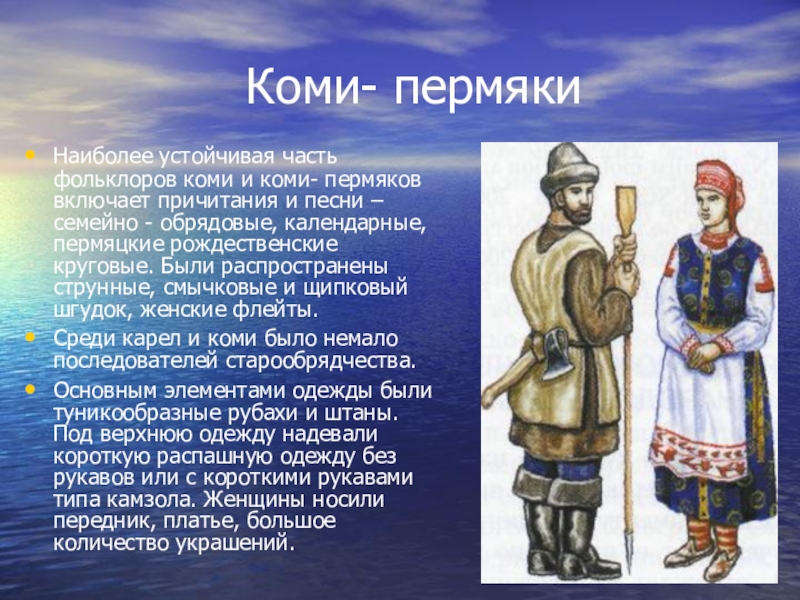 Коми- пермяки
Наиболее устойчивая часть
фольклоров коми и коми- пермяков
включает причитания и песни –
семейно - обрядовые, календарные,
пермяцкие рождественские
круговые. Были распространены
струнные, смычковые и щипковый
шгудок, женские флейты.
Среди карел и коми было немало
последователей старообрядчества.
Основным элементами одежды были
туникообразные рубахи и штаны.
Под верхнюю одежду надевали
короткую распашную одежду без
рукавов или с короткими рукавами
типа камзола. Женщины носили
передник, платье, большое
количество украшений.